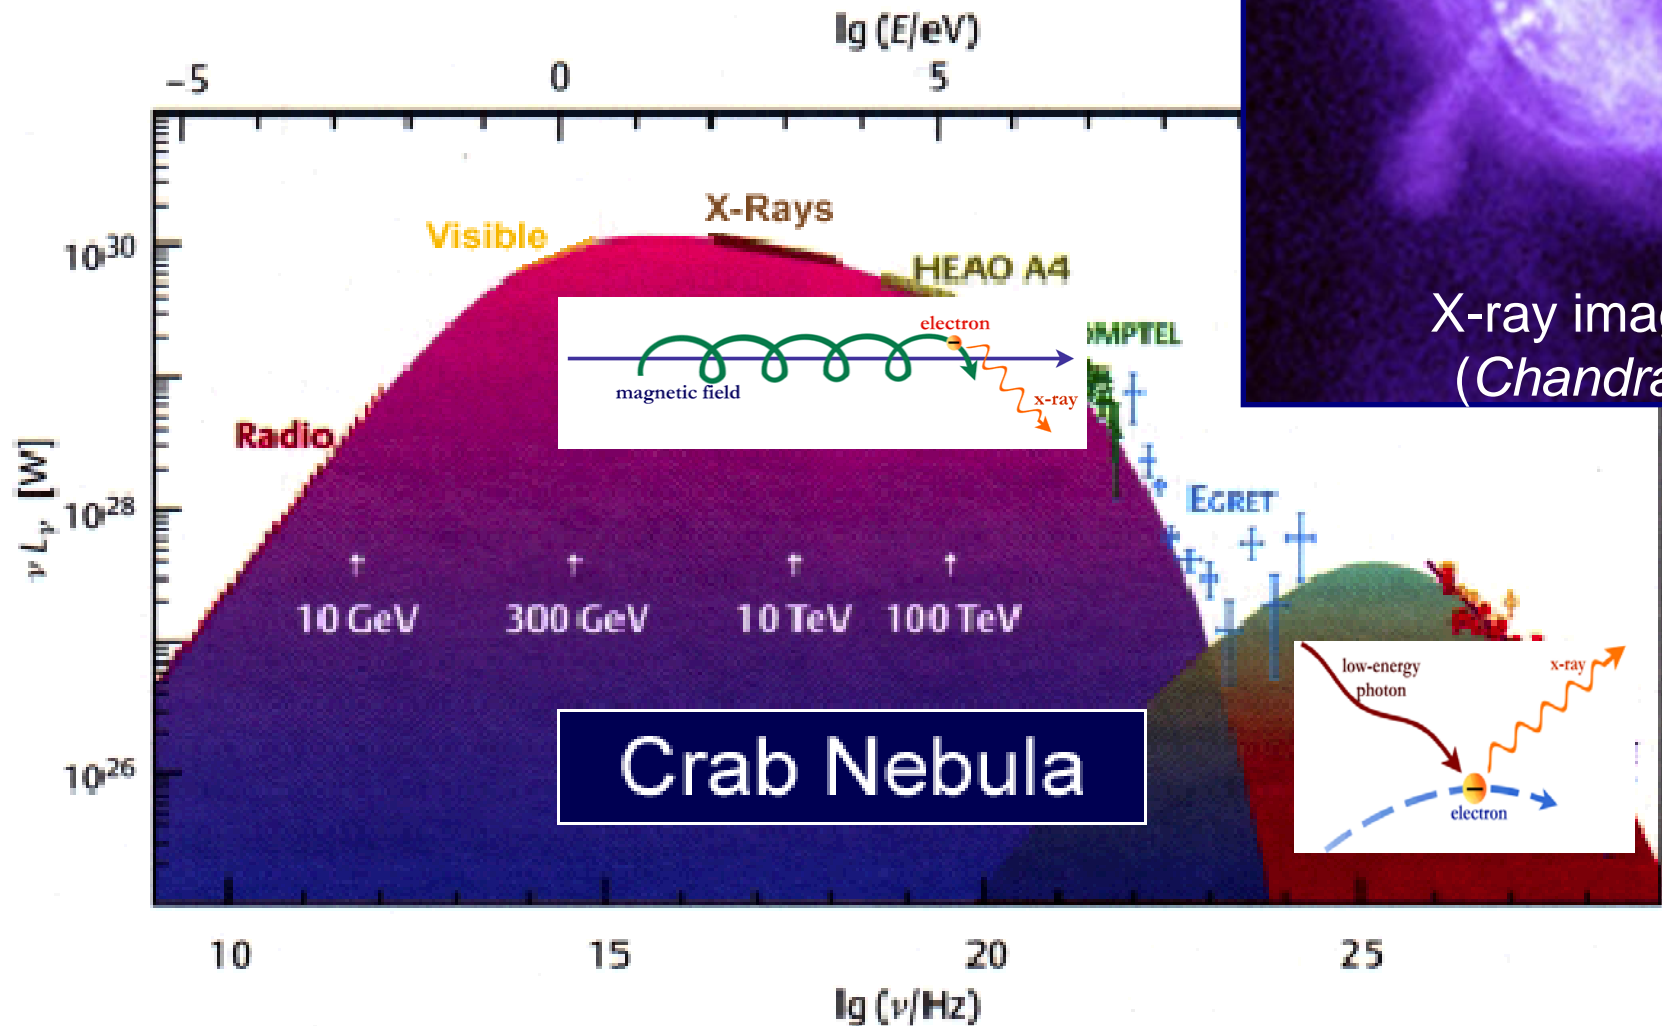 lg (E/eV)
-5 0 5
X-Rays
Visible
10³⁰
HEAO A4
electron
magnetic field
x-ray
X-ray
(Chandra
Radio
ν Lν [W]
10²⁸
EGRET
10 GeV 300 GeV 10 TeV 100 TeV
low-energy
photon
x-ray
electron
Crab Nebula
10²⁶
10 15 20 25
lg (ν/Hz)